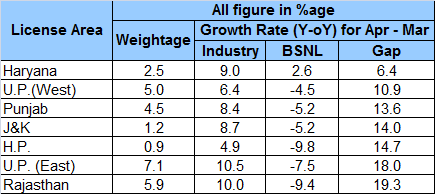 All figure in %age
License Area Weightage Growth Rate (Y-oY) for Apr - Mar
Industry BSNL Gap
Haryana 2.5 9.0 2.6 6.4
U.P.(West) 5.0 6.4 -4.5 10.9
Punjab 4.5 8.4 -5.2 13.6
J&K 1.2 8.7 -5.2 14.0
H.P. 0.9 4.9 -9.8 14.7
U.P. (East) 7.1 10.5 -7.5 18.0
Rajasthan 5.9 10.0 -9.4 19.3